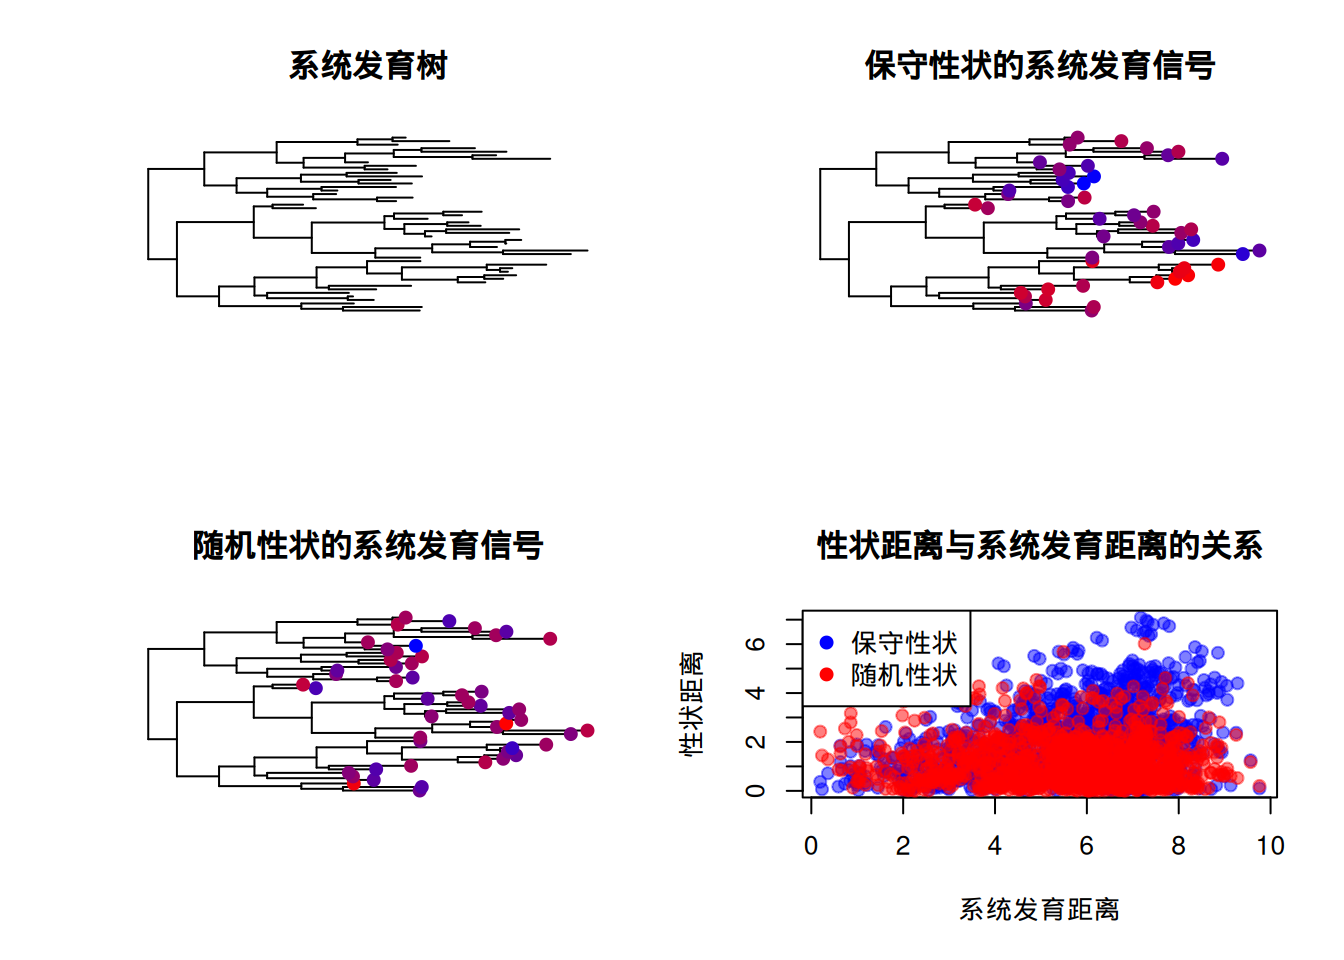 系统发育树
保守性状的系统发育信号
随机性状的系统发育信号
性状距离与系统发育距离的关系
保守性状
随机性状
性状距离
6
4
2
0
0 2 4 6 8 10
系统发育距离